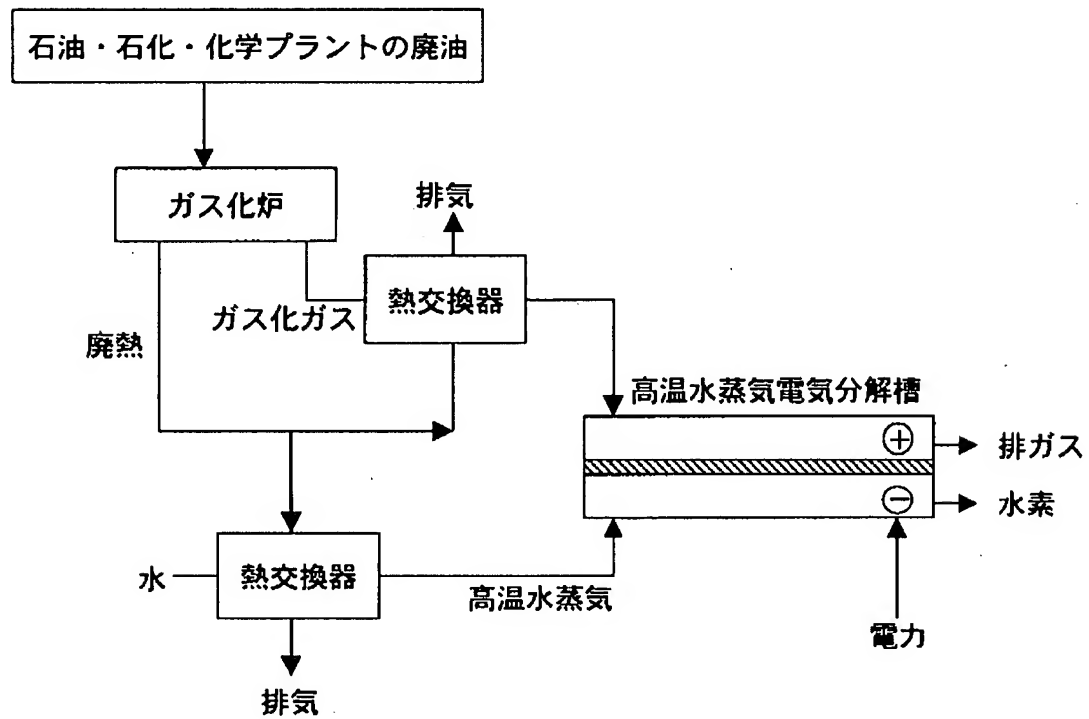 石油・石化・化学プラントの廃油
ガス化炉
排気
熱交換器
ガス化ガス
廃熱
高温水蒸気電気分解槽
+
排ガス
−
水素
水
熱交換器
高温水蒸気
電力
排気